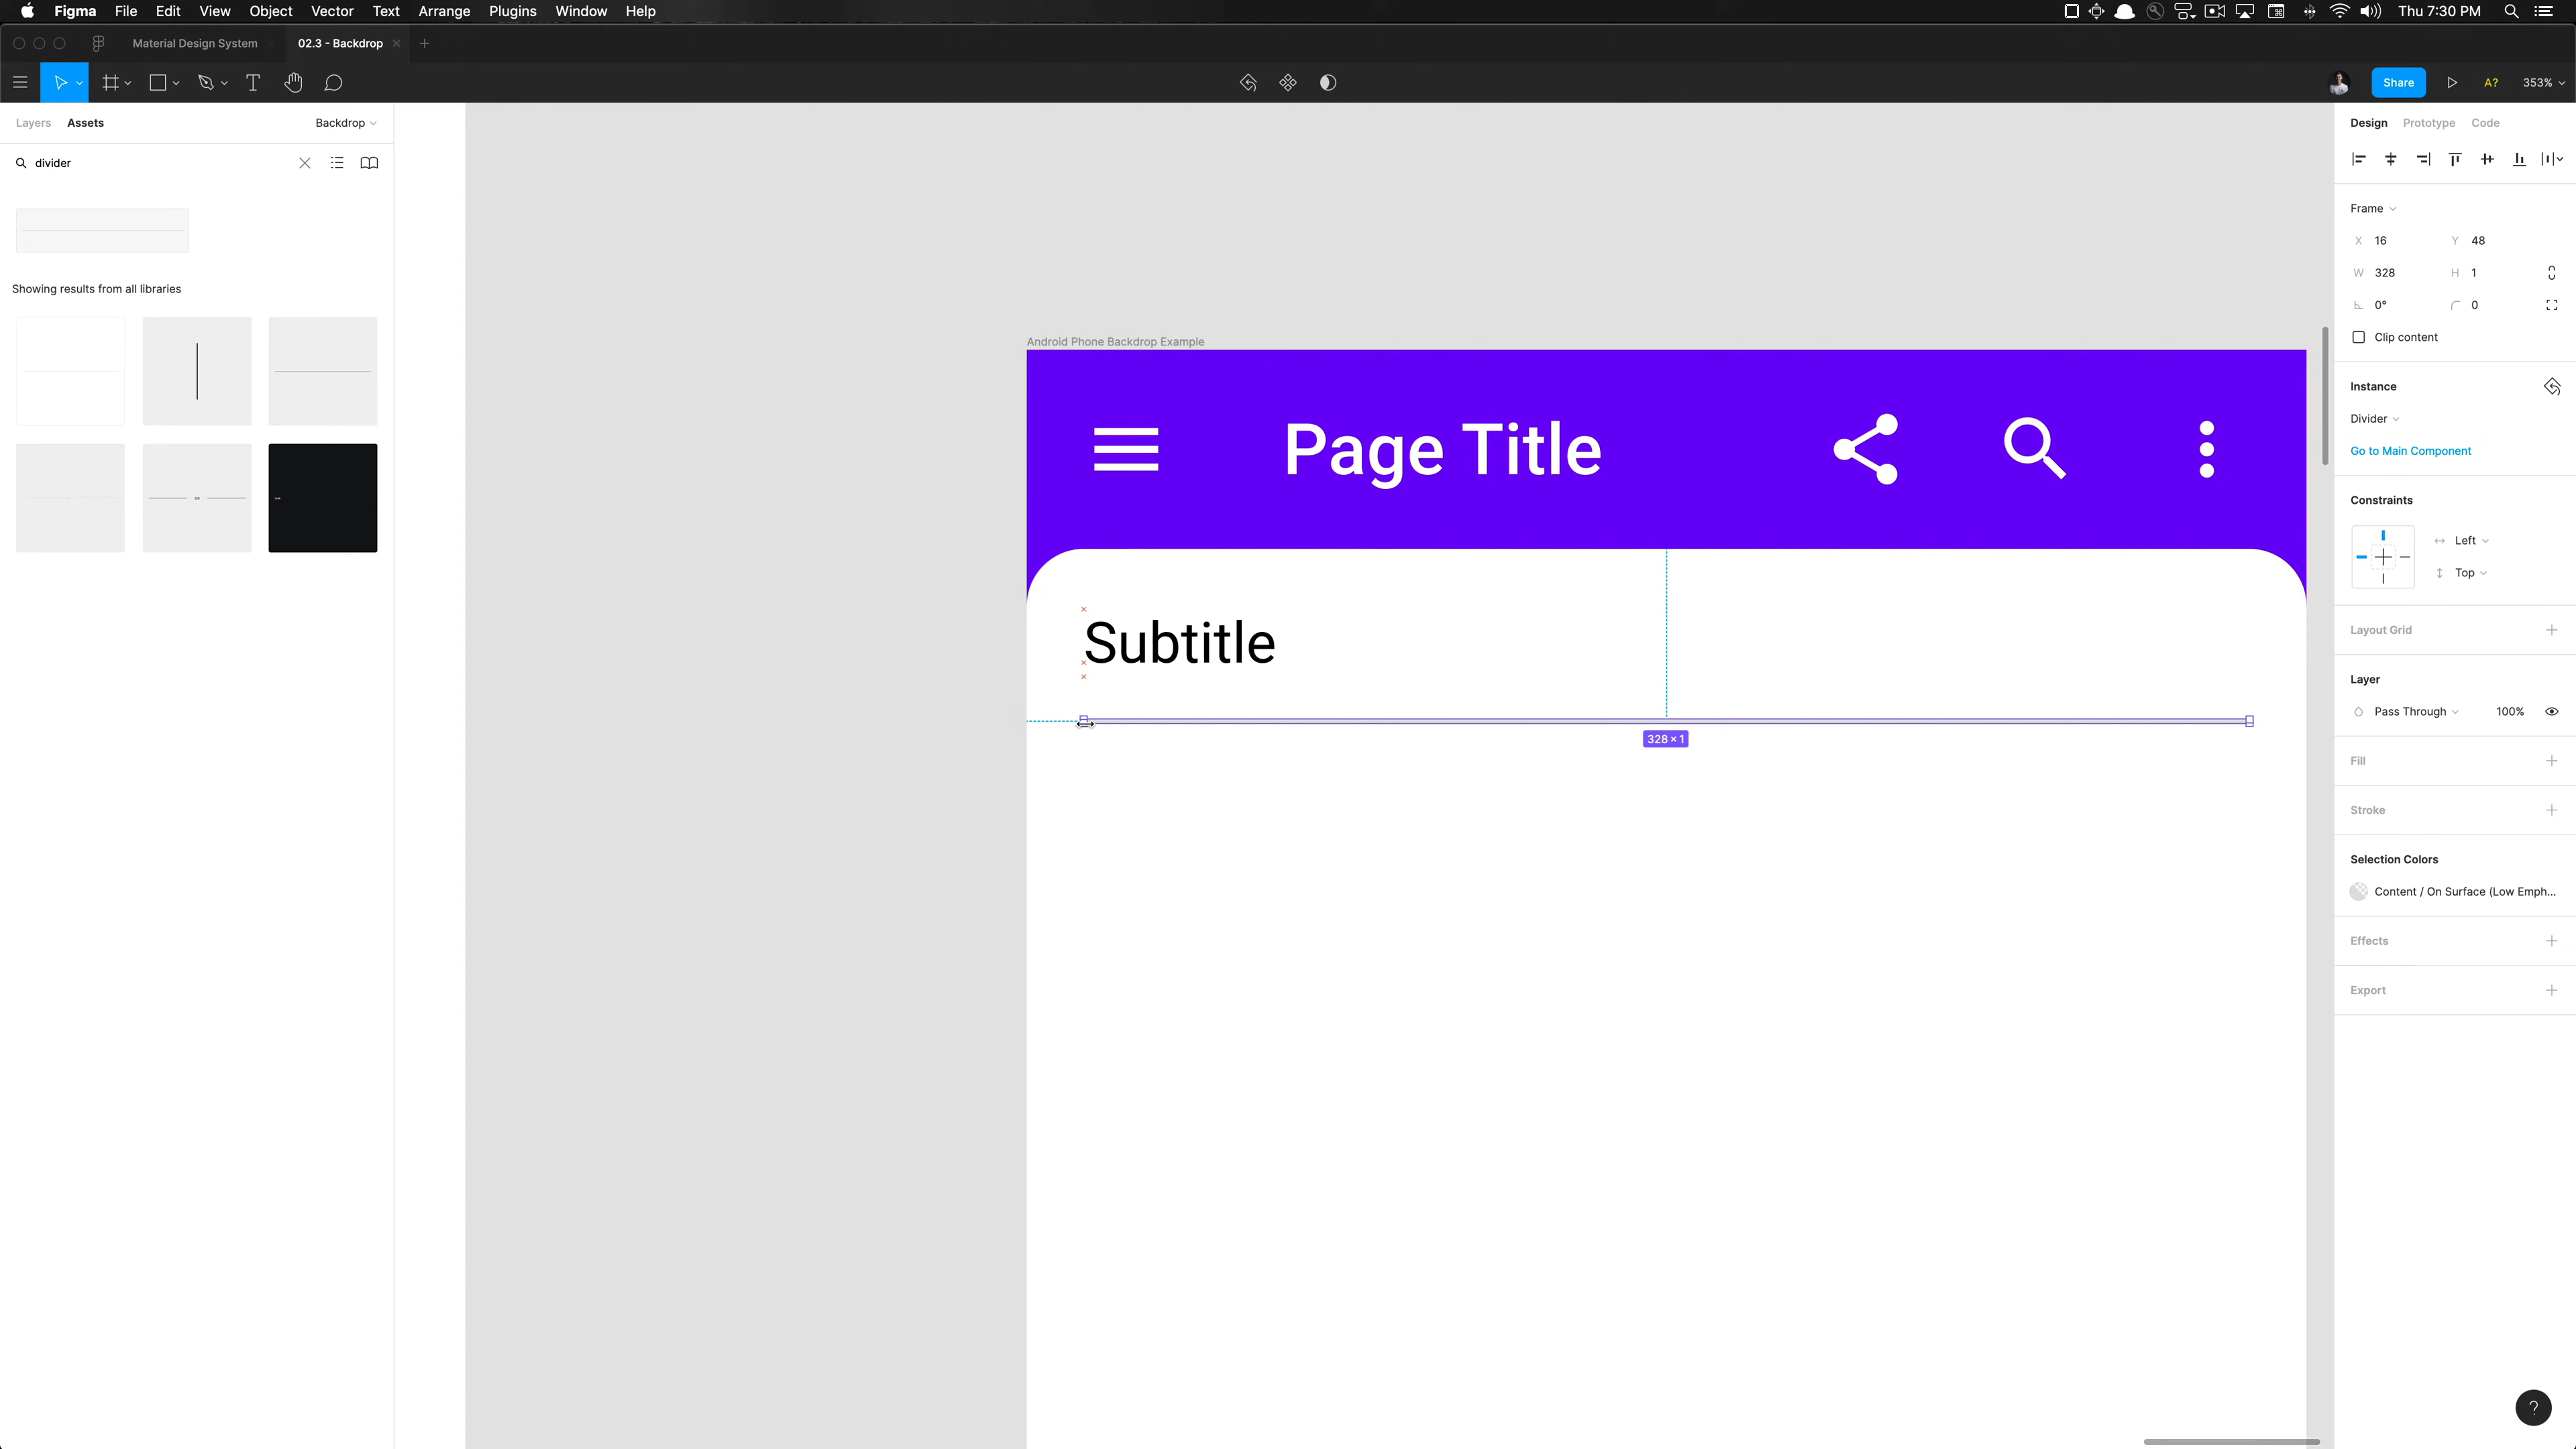 Figma File Edit View Object Vector Text Arrange Plugins Window Help Thu 7:30 PM
Material Design System 02.3 - Backdrop
Share A? 353%
Layers Assets Backdrop
Design Prototype Code
divider
Frame
X 16 Y 48
W 328 H 1
Showing results from all libraries
0° 0
Clip content
Android Phone Backdrop Example
Instance
Divider
Page Title
Go to Main Component
Constraints
Left
Top
Subtitle
Layout Grid
Layer
Pass Through 100%
328 × 1
Fill
Stroke
Selection Colors
Content / On Surface (Low Emph...
Effects
Export
?